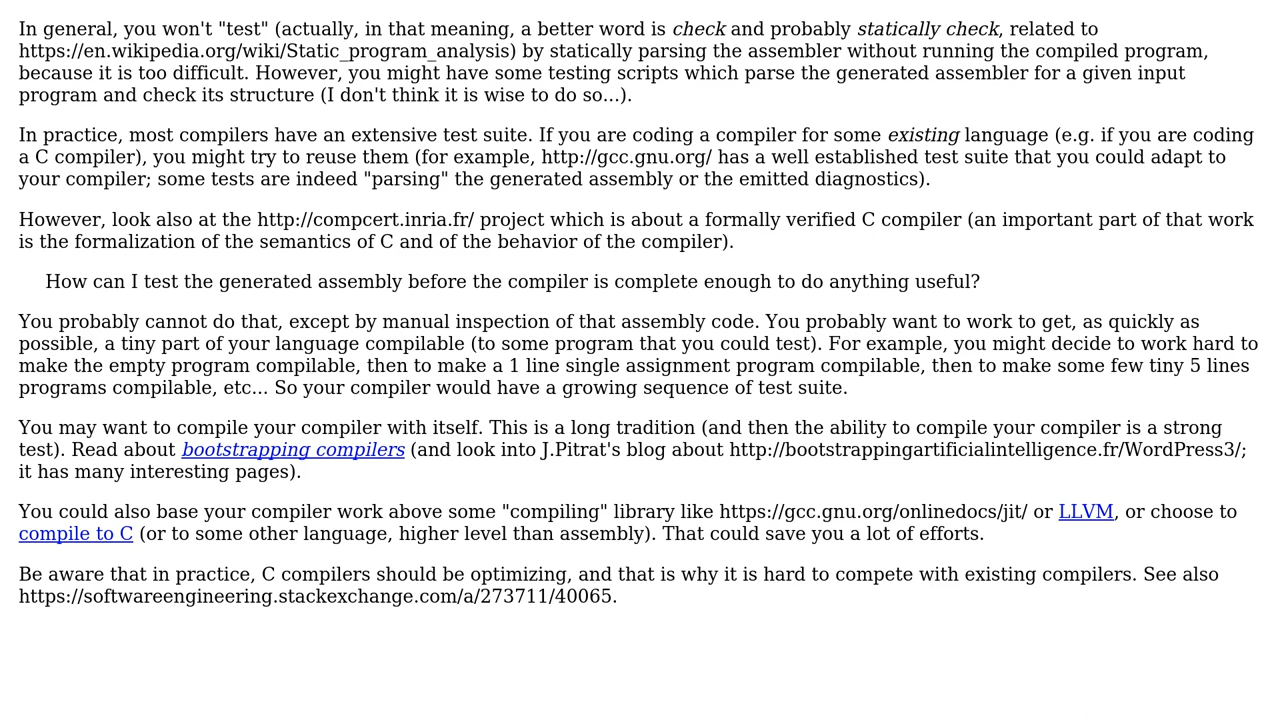 In general, you won't "test" (actually, in that meaning, a better word is check and probably statically check, related to
https://en.wikipedia.org/wiki/Static_program_analysis) by statically parsing the assembler without running the compiled program,
because it is too difficult. However, you might have some testing scripts which parse the generated assembler for a given input
program and check its structure (I don't think it is wise to do so...).
In practice, most compilers have an extensive test suite. If you are coding a compiler for some existing language (e.g. if you are coding
a C compiler), you might try to reuse them (for example, http://gcc.gnu.org/ has a well established test suite that you could adapt to
your compiler; some tests are indeed "parsing" the generated assembly or the emitted diagnostics).
However, look also at the http://compcert.inria.fr/ project which is about a formally verified C compiler (an important part of that work
is the formalization of the semantics of C and of the behavior of the compiler).
How can I test the generated assembly before the compiler is complete enough to do anything useful?
You probably cannot do that, except by manual inspection of that assembly code. You probably want to work to get, as quickly as
possible, a tiny part of your language compilable (to some program that you could test). For example, you might decide to work hard to
make the empty program compilable, then to make a 1 line single assignment program compilable, then to make some few tiny 5 lines
programs compilable, etc... So your compiler would have a growing sequence of test suite.
You may want to compile your compiler with itself. This is a long tradition (and then the ability to compile your compiler is a strong
test). Read about bootstrapping compilers (and look into J.Pitrat's blog about http://bootstrappingartificialintelligence.fr/WordPress3/;
it has many interesting pages).
You could also base your compiler work above some "compiling" library like https://gcc.gnu.org/onlinedocs/jit/ or LLVM, or choose to
compile to C (or to some other language, higher level than assembly). That could save you a lot of efforts.
Be aware that in practice, C compilers should be optimizing, and that is why it is hard to compete with existing compilers. See also
https://softwareengineering.stackexchange.com/a/273711/40065.